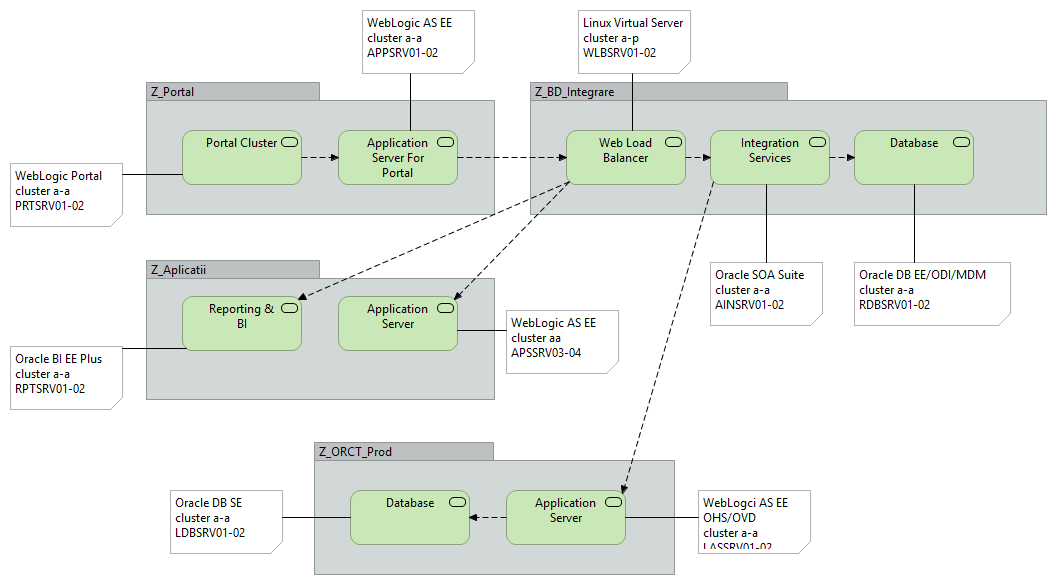 WebLogic AS EE
cluster a-a
APPSRV01-02
Linux Virtual Server
cluster a-p
WLBSRV01-02
Z_Portal
Z_BD_Integrare
Portal Cluster
Application
Server For
Portal
Web Load
Balancer
Integration
Services
Database
WebLogic Portal
cluster a-a
PRTSRV01-02
Z_Aplicatii
Oracle SOA Suite
cluster a-a
AINSRV01-02
Oracle DB EE/ODI/MDM
cluster a-a
RDBSRV01-02
Reporting &
BI
Application
Server
WebLogic AS EE
cluster aa
APSSRV03-04
Oracle BI EE Plus
cluster a-a
RPTSRV01-02
Z_ORCT_Prod
Oracle DB SE
cluster a-a
LDBSRV01-02
Database
Application
Server
WebLogci AS EE
OHS/OVD
cluster a-a
LASSRV01-02